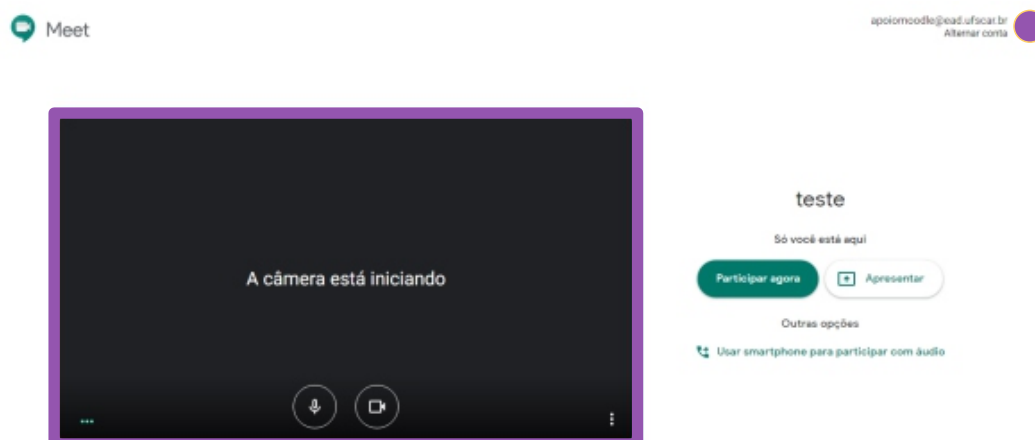 Meet
apoiomoodle@ead.ufscar.br
Alternar conta
A câmera está iniciando
teste
Só você está aqui
Participar agora
Apresentar
Outras opções
Usar smartphone para participar com áudio